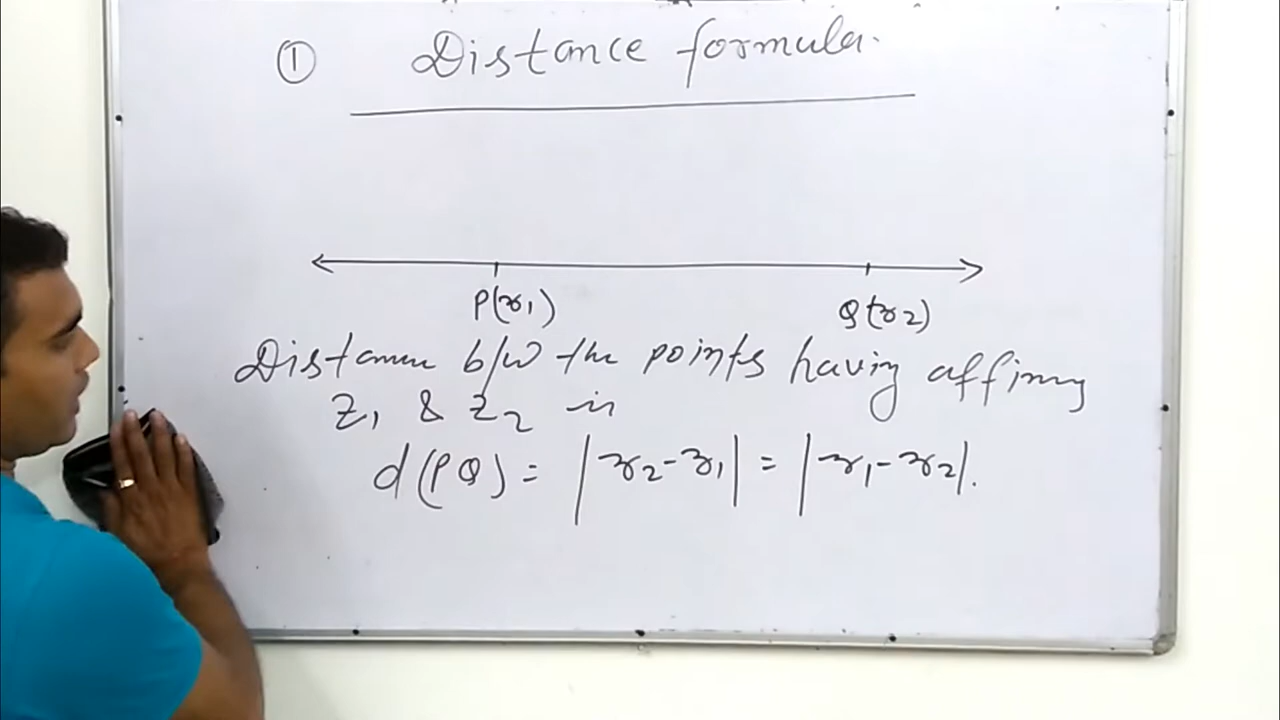 ① Distance formula.
P(z₁) Q(z₂)
Distance b/w the points having affixes
z₁ & z₂ is
d(PQ) = |z₂-z₁| = |z₁-z₂|.